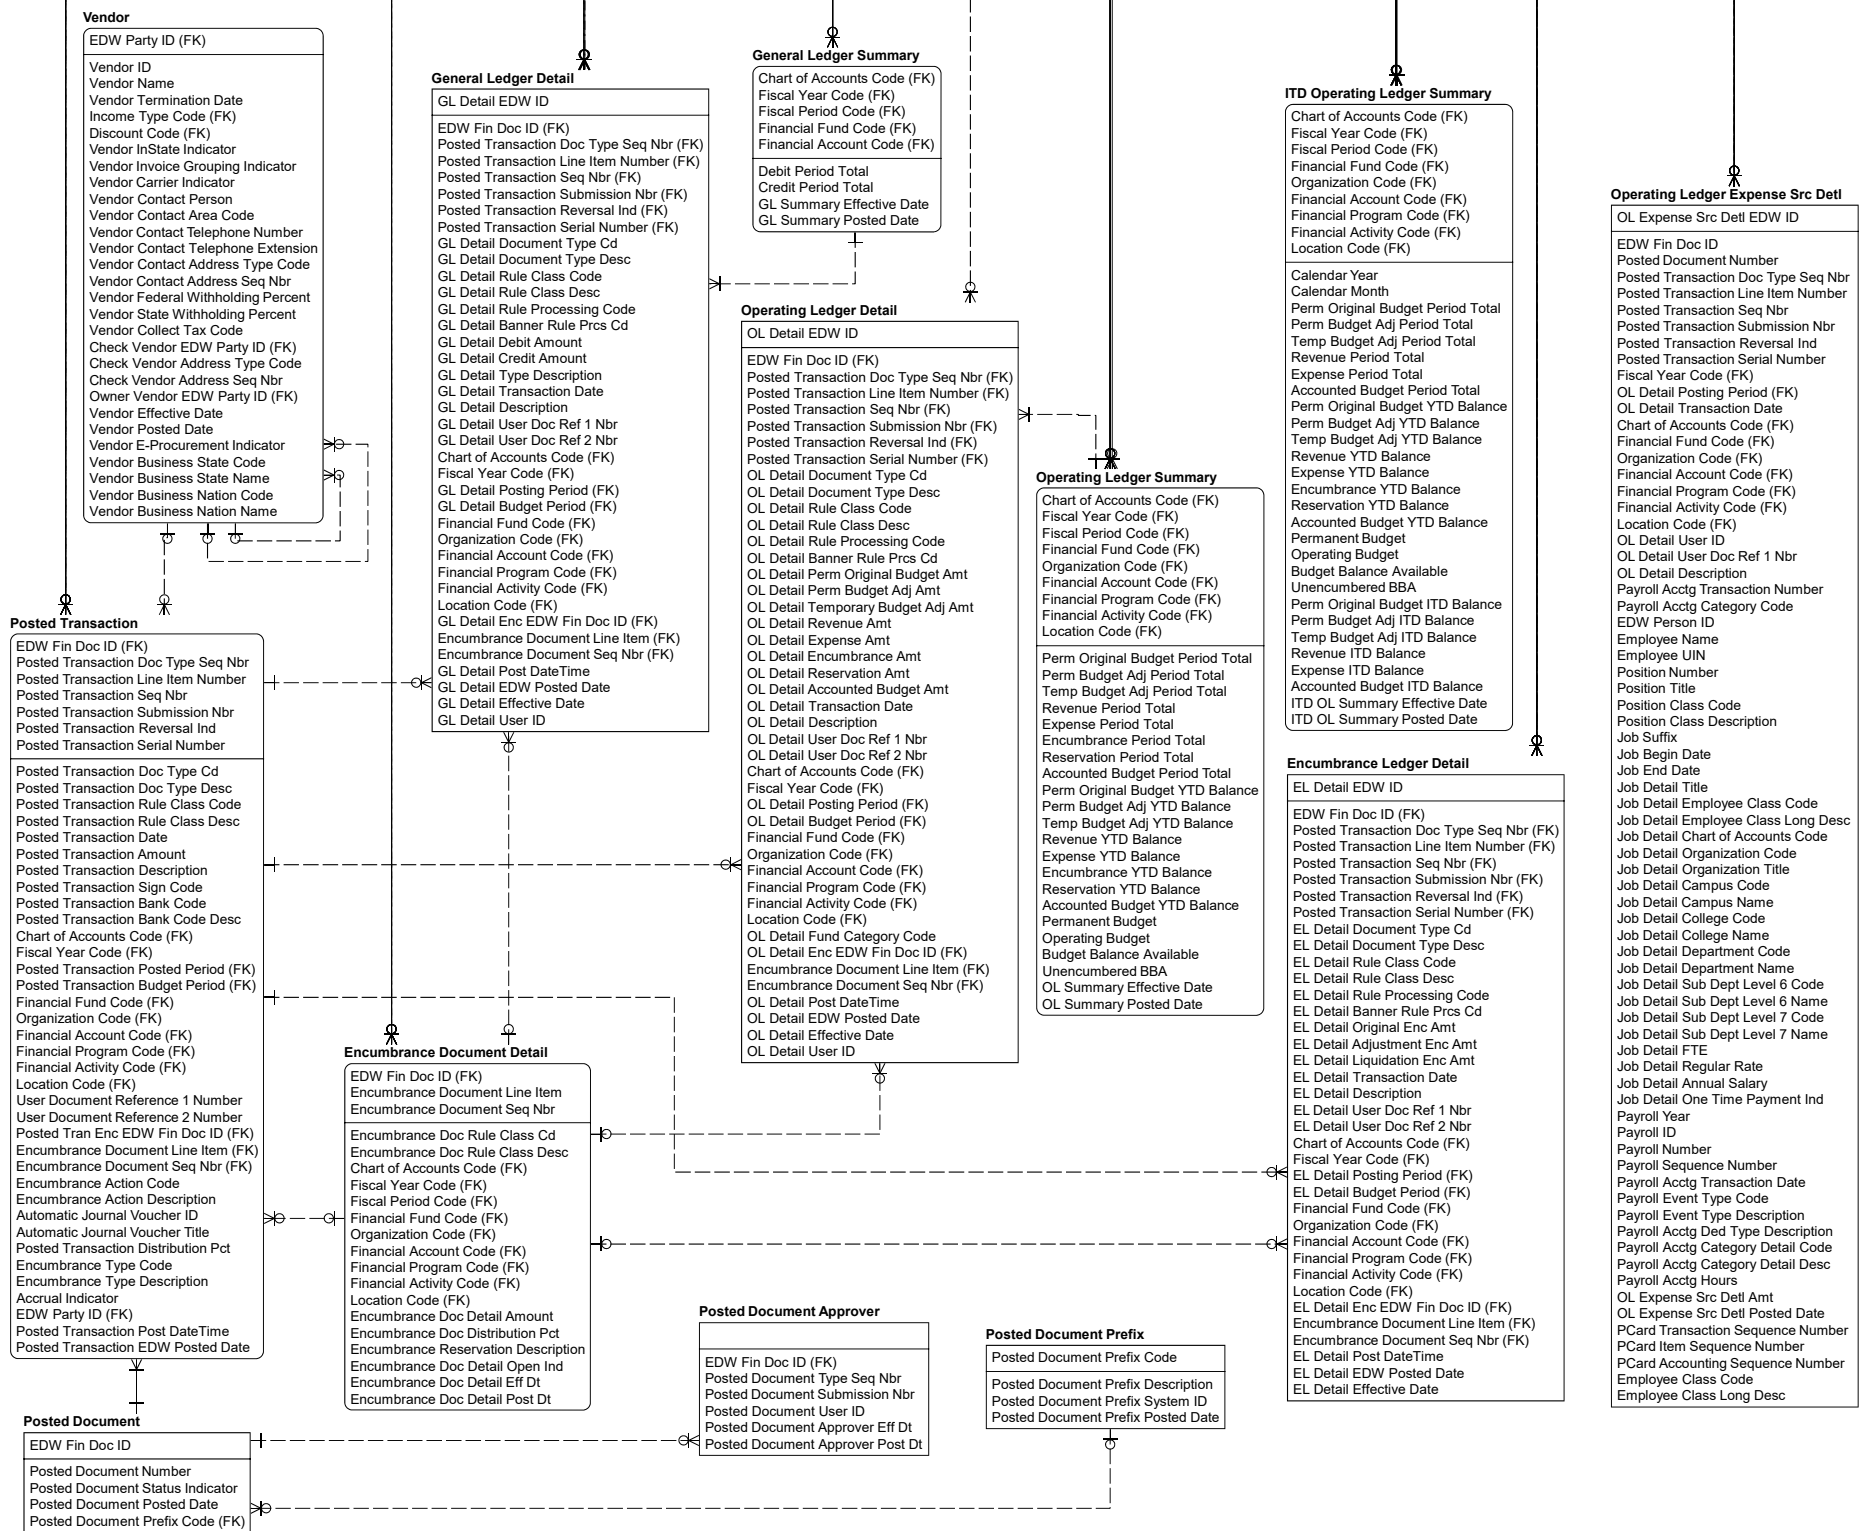 Vendor
EDW Party ID (FK)
Vendor ID
Vendor Name
Vendor Termination Date
Income Type Code (FK)
Discount Code (FK)
Vendor InState Indicator
Vendor Invoice Grouping Indicator
Vendor Carrier Indicator
Vendor Contact Person
Vendor Contact Area Code
Vendor Contact Telephone Number
Vendor Contact Telephone Extension
Vendor Contact Address Type Code
Vendor Contact Address Seq Nbr
Vendor Federal Withholding Percent
Vendor State Withholding Percent
Vendor Collect Tax Code
Check Vendor EDW Party ID (FK)
Check Vendor Address Type Code
Check Vendor Address Seq Nbr
Owner Vendor EDW Party ID (FK)
Vendor Effective Date
Vendor Posted Date
Vendor E-Procurement Indicator
Vendor Business State Code
Vendor Business State Name
Vendor Business Nation Code
Vendor Business Nation Name
General Ledger Detail
GL Detail EDW ID
EDW Fin Doc ID (FK)
Posted Transaction Doc Type Seq Nbr (FK)
Posted Transaction Line Item Number (FK)
Posted Transaction Seq Nbr (FK)
Posted Transaction Submission Nbr (FK)
Posted Transaction Reversal Ind (FK)
Posted Transaction Serial Number (FK)
GL Detail Document Type Cd
GL Detail Document Type Desc
GL Detail Rule Class Code
GL Detail Rule Class Desc
GL Detail Rule Processing Code
GL Detail Banner Rule Prcs Cd
GL Detail Debit Amount
GL Detail Credit Amount
GL Detail Type Description
GL Detail Transaction Date
GL Detail Description
GL Detail User Doc Ref 1 Nbr
GL Detail User Doc Ref 2 Nbr
Chart of Accounts Code (FK)
Fiscal Year Code (FK)
GL Detail Posting Period (FK)
GL Detail Budget Period (FK)
Financial Fund Code (FK)
Organization Code (FK)
Financial Account Code (FK)
Financial Program Code (FK)
Financial Activity Code (FK)
Location Code (FK)
GL Detail Enc EDW Fin Doc ID (FK)
Encumbrance Document Line Item (FK)
Encumbrance Document Seq Nbr (FK)
GL Detail Post DateTime
GL Detail EDW Posted Date
GL Detail Effective Date
GL Detail User ID
General Ledger Summary
Chart of Accounts Code (FK)
Fiscal Year Code (FK)
Fiscal Period Code (FK)
Financial Fund Code (FK)
Financial Account Code (FK)
Debit Period Total
Credit Period Total
GL Summary Effective Date
GL Summary Posted Date
Operating Ledger Detail
OL Detail EDW ID
EDW Fin Doc ID (FK)
Posted Transaction Doc Type Seq Nbr (FK)
Posted Transaction Line Item Number (FK)
Posted Transaction Seq Nbr (FK)
Posted Transaction Submission Nbr (FK)
Posted Transaction Reversal Ind (FK)
Posted Transaction Serial Number (FK)
OL Detail Document Type Cd
OL Detail Document Type Desc
OL Detail Rule Class Code
OL Detail Rule Class Desc
OL Detail Rule Processing Code
OL Detail Banner Rule Prcs Cd
OL Detail Perm Original Budget Amt
OL Detail Perm Budget Adj Amt
OL Detail Temporary Budget Adj Amt
OL Detail Revenue Amt
OL Detail Expense Amt
OL Detail Encumbrance Amt
OL Detail Reservation Amt
OL Detail Accounted Budget Amt
OL Detail Transaction Date
OL Detail Description
OL Detail User Doc Ref 1 Nbr
OL Detail User Doc Ref 2 Nbr
Chart of Accounts Code (FK)
Fiscal Year Code (FK)
OL Detail Posting Period (FK)
OL Detail Budget Period (FK)
Financial Fund Code (FK)
Organization Code (FK)
Financial Account Code (FK)
Financial Program Code (FK)
Financial Activity Code (FK)
Location Code (FK)
OL Detail Fund Category Code
OL Detail Enc EDW Fin Doc ID (FK)
Encumbrance Document Line Item (FK)
Encumbrance Document Seq Nbr (FK)
OL Detail Post DateTime
OL Detail EDW Posted Date
OL Detail Effective Date
OL Detail User ID
Operating Ledger Summary
Chart of Accounts Code (FK)
Fiscal Year Code (FK)
Fiscal Period Code (FK)
Financial Fund Code (FK)
Organization Code (FK)
Financial Account Code (FK)
Financial Program Code (FK)
Financial Activity Code (FK)
Location Code (FK)
Perm Original Budget Period Total
Perm Budget Adj Period Total
Temp Budget Adj Period Total
Revenue Period Total
Expense Period Total
Encumbrance Period Total
Reservation Period Total
Accounted Budget Period Total
Perm Original Budget YTD Balance
Perm Budget Adj YTD Balance
Temp Budget Adj YTD Balance
Revenue YTD Balance
Expense YTD Balance
Encumbrance YTD Balance
Reservation YTD Balance
Accounted Budget YTD Balance
Permanent Budget
Operating Budget
Budget Balance Available
Unencumbered BBA
OL Summary Effective Date
OL Summary Posted Date
ITD Operating Ledger Summary
Chart of Accounts Code (FK)
Fiscal Year Code (FK)
Fiscal Period Code (FK)
Financial Fund Code (FK)
Organization Code (FK)
Financial Account Code (FK)
Financial Program Code (FK)
Financial Activity Code (FK)
Location Code (FK)
Calendar Year
Calendar Month
Perm Original Budget Period Total
Perm Budget Adj Period Total
Temp Budget Adj Period Total
Revenue Period Total
Expense Period Total
Accounted Budget Period Total
Perm Original Budget YTD Balance
Perm Budget Adj YTD Balance
Temp Budget Adj YTD Balance
Revenue YTD Balance
Expense YTD Balance
Encumbrance YTD Balance
Reservation YTD Balance
Accounted Budget YTD Balance
Permanent Budget
Operating Budget
Budget Balance Available
Unencumbered BBA
Perm Original Budget ITD Balance
Perm Budget Adj ITD Balance
Temp Budget Adj ITD Balance
Revenue ITD Balance
Expense ITD Balance
Accounted Budget ITD Balance
ITD OL Summary Effective Date
ITD OL Summary Posted Date
Operating Ledger Expense Src Detl
OL Expense Src Detl EDW ID
EDW Fin Doc ID
Posted Document Number
Posted Transaction Doc Type Seq Nbr
Posted Transaction Line Item Number
Posted Transaction Seq Nbr
Posted Transaction Submission Nbr
Posted Transaction Reversal Ind
Posted Transaction Serial Number
Fiscal Year Code (FK)
OL Detail Posting Period (FK)
OL Detail Transaction Date
Chart of Accounts Code (FK)
Financial Fund Code (FK)
Organization Code (FK)
Financial Account Code (FK)
Financial Program Code (FK)
Financial Activity Code (FK)
Location Code (FK)
OL Detail User ID
OL Detail User Doc Ref 1 Nbr
OL Detail Description
Payroll Acctg Transaction Number
Payroll Acctg Category Code
EDW Person ID
Employee Name
Employee UIN
Position Number
Position Title
Position Class Code
Position Class Description
Job Suffix
Job Begin Date
Job End Date
Job Detail Title
Job Detail Employee Class Code
Job Detail Employee Class Long Desc
Job Detail Chart of Accounts Code
Job Detail Organization Code
Job Detail Organization Title
Job Detail Campus Code
Job Detail Campus Name
Job Detail College Code
Job Detail College Name
Job Detail Department Code
Job Detail Department Name
Job Detail Sub Dept Level 6 Code
Job Detail Sub Dept Level 6 Name
Job Detail Sub Dept Level 7 Code
Job Detail Sub Dept Level 7 Name
Job Detail FTE
Job Detail Regular Rate
Job Detail Annual Salary
Job Detail One Time Payment Ind
Payroll Year
Payroll ID
Payroll Number
Payroll Sequence Number
Payroll Acctg Transaction Date
Payroll Event Type Code
Payroll Event Type Description
Payroll Acctg Ded Type Description
Payroll Acctg Category Detail Code
Payroll Acctg Category Detail Desc
Payroll Acctg Hours
OL Expense Src Detl Amt
OL Expense Src Detl Posted Date
PCard Transaction Sequence Number
PCard Item Sequence Number
PCard Accounting Sequence Number
Employee Class Code
Employee Class Long Desc
Posted Transaction
EDW Fin Doc ID (FK)
Posted Transaction Doc Type Seq Nbr
Posted Transaction Line Item Number
Posted Transaction Seq Nbr
Posted Transaction Submission Nbr
Posted Transaction Reversal Ind
Posted Transaction Serial Number
Posted Transaction Doc Type Cd
Posted Transaction Doc Type Desc
Posted Transaction Rule Class Code
Posted Transaction Rule Class Desc
Posted Transaction Date
Posted Transaction Amount
Posted Transaction Description
Posted Transaction Sign Code
Posted Transaction Bank Code
Posted Transaction Bank Code Desc
Chart of Accounts Code (FK)
Fiscal Year Code (FK)
Posted Transaction Posted Period (FK)
Posted Transaction Budget Period (FK)
Financial Fund Code (FK)
Organization Code (FK)
Financial Account Code (FK)
Financial Program Code (FK)
Financial Activity Code (FK)
Location Code (FK)
User Document Reference 1 Number
User Document Reference 2 Number
Posted Tran Enc EDW Fin Doc ID (FK)
Encumbrance Document Line Item (FK)
Encumbrance Document Seq Nbr (FK)
Encumbrance Action Code
Encumbrance Action Description
Automatic Journal Voucher ID
Automatic Journal Voucher Title
Posted Transaction Distribution Pct
Encumbrance Type Code
Encumbrance Type Description
Accrual Indicator
EDW Party ID (FK)
Posted Transaction Post DateTime
Posted Transaction EDW Posted Date
Encumbrance Document Detail
EDW Fin Doc ID (FK)
Encumbrance Document Line Item
Encumbrance Document Seq Nbr
Encumbrance Doc Rule Class Cd
Encumbrance Doc Rule Class Desc
Chart of Accounts Code (FK)
Fiscal Year Code (FK)
Fiscal Period Code (FK)
Financial Fund Code (FK)
Organization Code (FK)
Financial Account Code (FK)
Financial Program Code (FK)
Financial Activity Code (FK)
Location Code (FK)
Encumbrance Doc Detail Amount
Encumbrance Doc Distribution Pct
Encumbrance Reservation Description
Encumbrance Doc Detail Open Ind
Encumbrance Doc Detail Eff Dt
Encumbrance Doc Detail Post Dt
Encumbrance Ledger Detail
EL Detail EDW ID
EDW Fin Doc ID (FK)
Posted Transaction Doc Type Seq Nbr (FK)
Posted Transaction Line Item Number (FK)
Posted Transaction Seq Nbr (FK)
Posted Transaction Submission Nbr (FK)
Posted Transaction Reversal Ind (FK)
Posted Transaction Serial Number (FK)
EL Detail Document Type Cd
EL Detail Document Type Desc
EL Detail Rule Class Code
EL Detail Rule Class Desc
EL Detail Rule Processing Code
EL Detail Banner Rule Prcs Cd
EL Detail Original Enc Amt
EL Detail Adjustment Enc Amt
EL Detail Liquidation Enc Amt
EL Detail Transaction Date
EL Detail Description
EL Detail User Doc Ref 1 Nbr
EL Detail User Doc Ref 2 Nbr
Chart of Accounts Code (FK)
Fiscal Year Code (FK)
EL Detail Posting Period (FK)
EL Detail Budget Period (FK)
Financial Fund Code (FK)
Organization Code (FK)
Financial Account Code (FK)
Financial Program Code (FK)
Financial Activity Code (FK)
Location Code (FK)
EL Detail Enc EDW Fin Doc ID (FK)
Encumbrance Document Line Item (FK)
Encumbrance Document Seq Nbr (FK)
EL Detail Post DateTime
EL Detail EDW Posted Date
EL Detail Effective Date
Posted Document Approver
EDW Fin Doc ID (FK)
Posted Document Type Seq Nbr
Posted Document Submission Nbr
Posted Document User ID
Posted Document Approver Eff Dt
Posted Document Approver Post Dt
Posted Document Prefix
Posted Document Prefix Code
Posted Document Prefix Description
Posted Document Prefix System ID
Posted Document Prefix Posted Date
Posted Document
EDW Fin Doc ID
Posted Document Number
Posted Document Status Indicator
Posted Document Posted Date
Posted Document Prefix Code (FK)